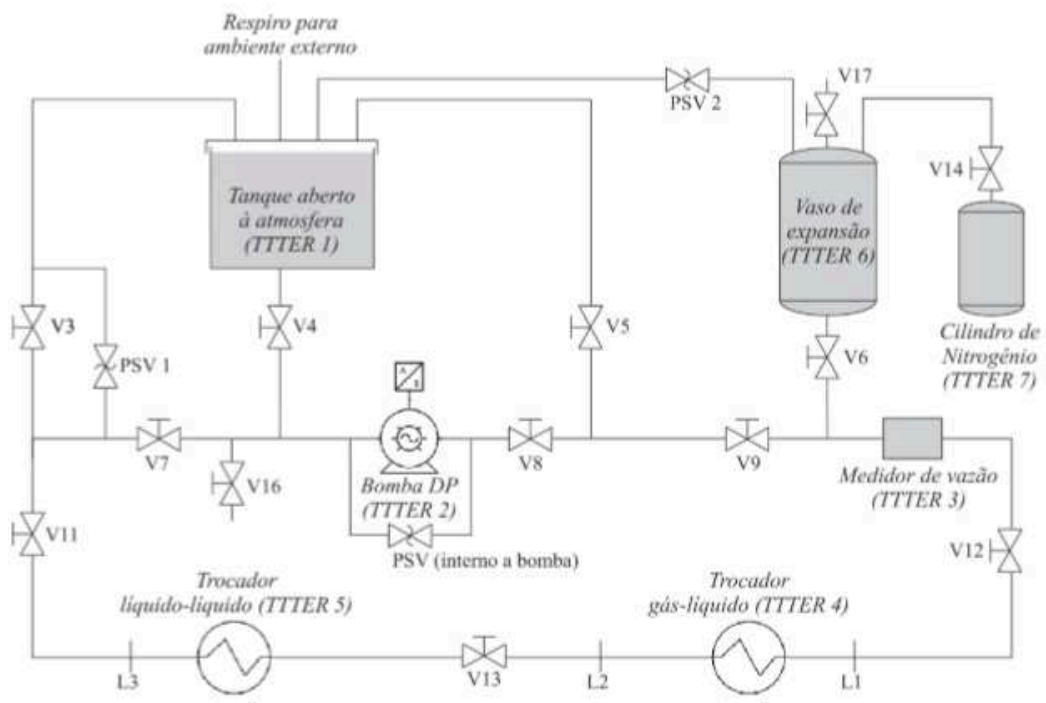 Respiro para
ambiente externo
V17
PSV 2
V14
Tanque aberto
à atmosfera
(TTTER 1)
Vaso de
expansão
(TTTER 6)
V3
V4
V5
V6
Cilindro de
Nitrogênio
(TTTER 7)
PSV 1
V7
V16
V8
V9
Bomba DP
(TTTER 2)
Medidor de vazão
(TTTER 3)
V11
PSV (interno a bomba)
V12
Trocador
líquido-líquido (TTTER 5)
Trocador
gás-líquido (TTTER 4)
L3
V13
L2
L1